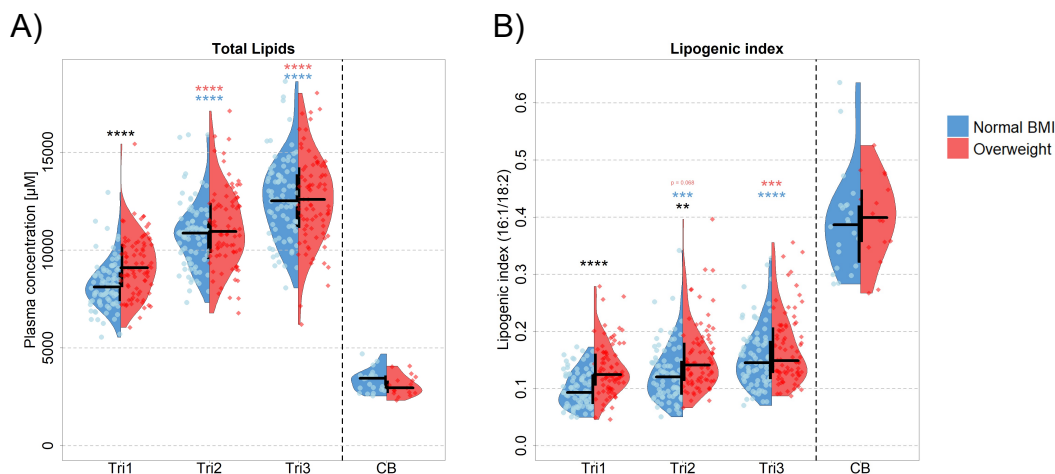 A)
Total Lipids
Plasma concentration [µM]
0
5000
10000
15000
****
****
****
****
****
Tri1
Tri2
Tri3
CB
B)
Lipogenic index
Lipogenic index (16:1/18:2)
0.0
0.1
0.2
0.3
0.4
0.5
0.6
****
p = 0.068
***
**
***
****
Tri1
Tri2
Tri3
CB
Normal BMI
Overweight